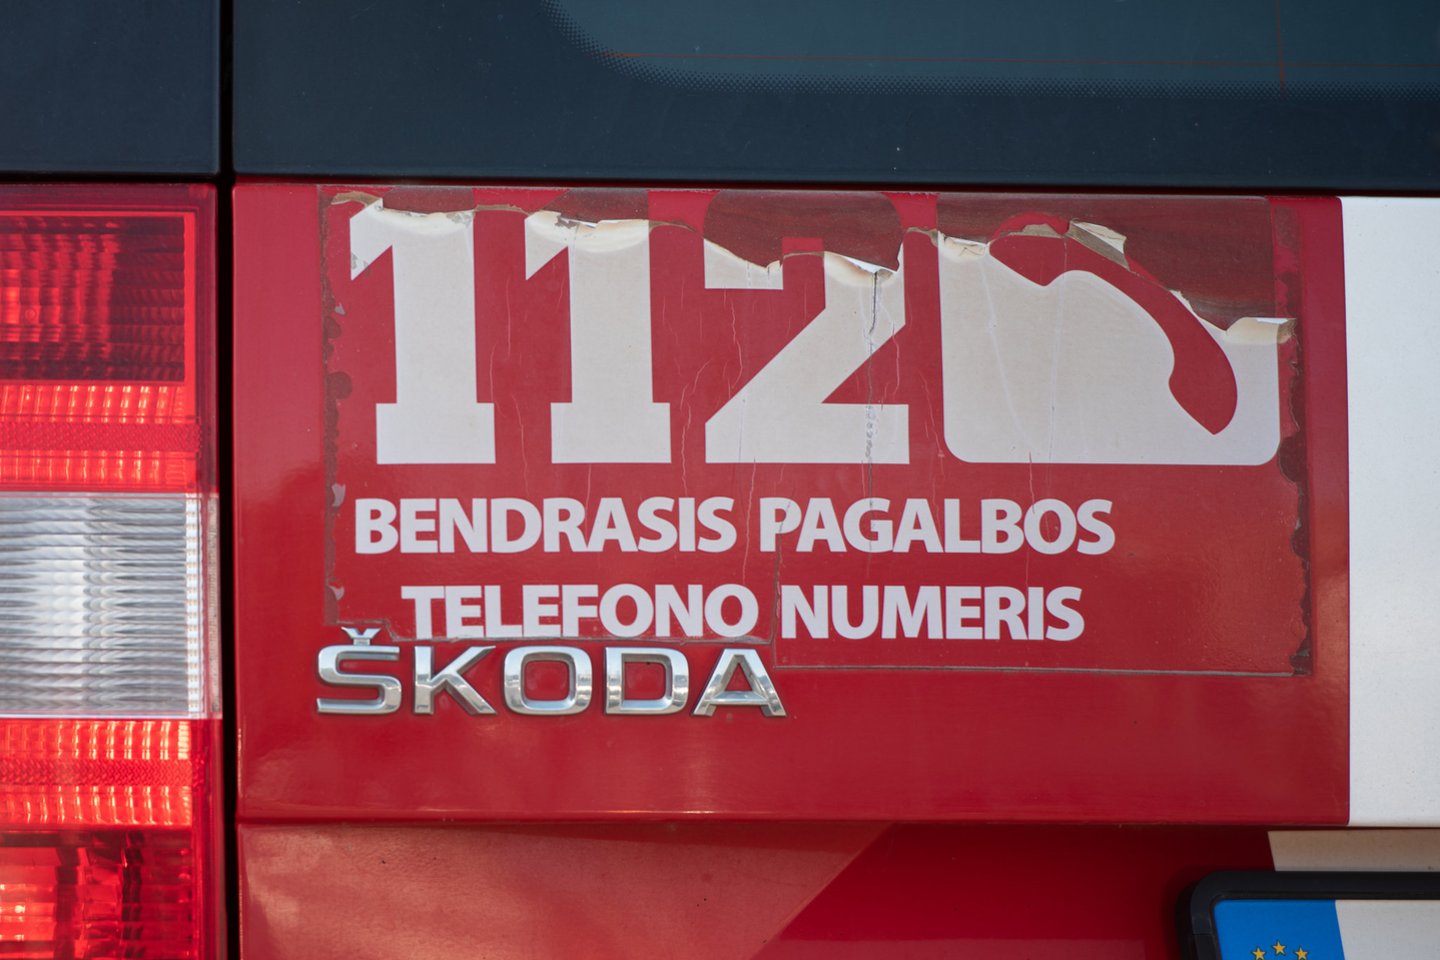 112
BENDRASIS PAGALBOS
TELEFONO NUMERIS
ŠKODA